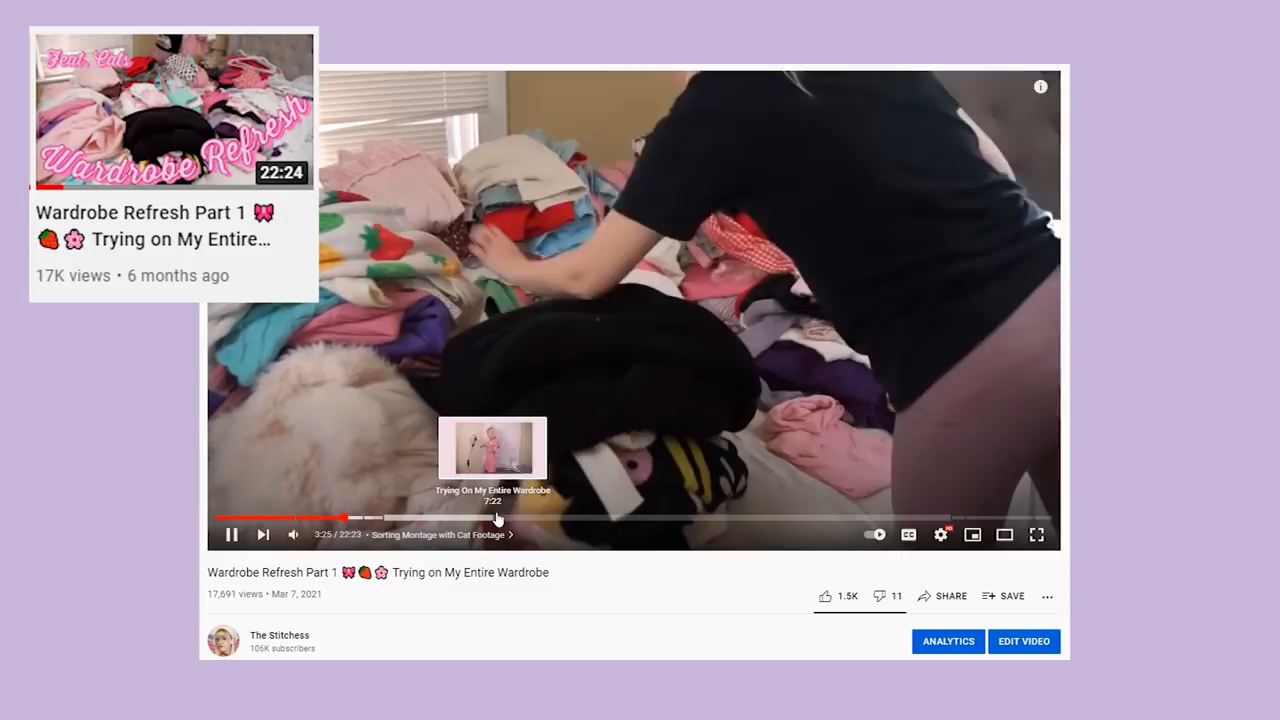 Feat. Cats
Wardrobe Refresh
22:24
Wardrobe Refresh Part 1 🎀
🍓🌸 Trying on My Entire...
17K views • 6 months ago
Trying On My Entire Wardrobe
7:22
3:25 / 22:23 • Sorting Montage with Cat Footage >
CC
HD
Wardrobe Refresh Part 1 🎀🍓🌸 Trying on My Entire Wardrobe
17,691 views • Mar 7, 2021
1.5K 11 SHARE SAVE ...
The Stitchess
106K subscribers
ANALYTICS EDIT VIDEO